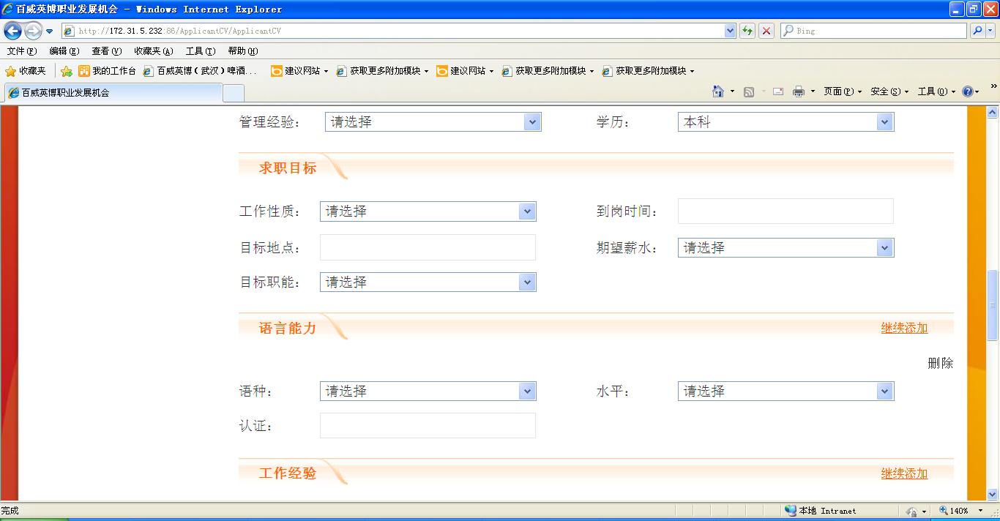 百威英博职业发展机会 - Windows Internet Explorer
http://172.31.5.232:86/ApplicantCV/ApplicantCV
Bing
文件(F) 编辑(E) 查看(V) 收藏夹(A) 工具(T) 帮助(H)
收藏夹 我的工作台 百威英博(武汉)啤酒... 建议网站 获取更多附加模块 建议网站 获取更多附加模块 获取更多附加模块
百威英博职业发展机会
页面(P) 安全(S) 工具(O) »
管理经验: 请选择 学历: 本科
求职目标
工作性质: 请选择 到岗时间:
目标地点: 期望薪水: 请选择
目标职能: 请选择
语言能力 继续添加
删除
语种: 请选择 水平: 请选择
认证:
工作经验 继续添加
完成 本地 Intranet 140%